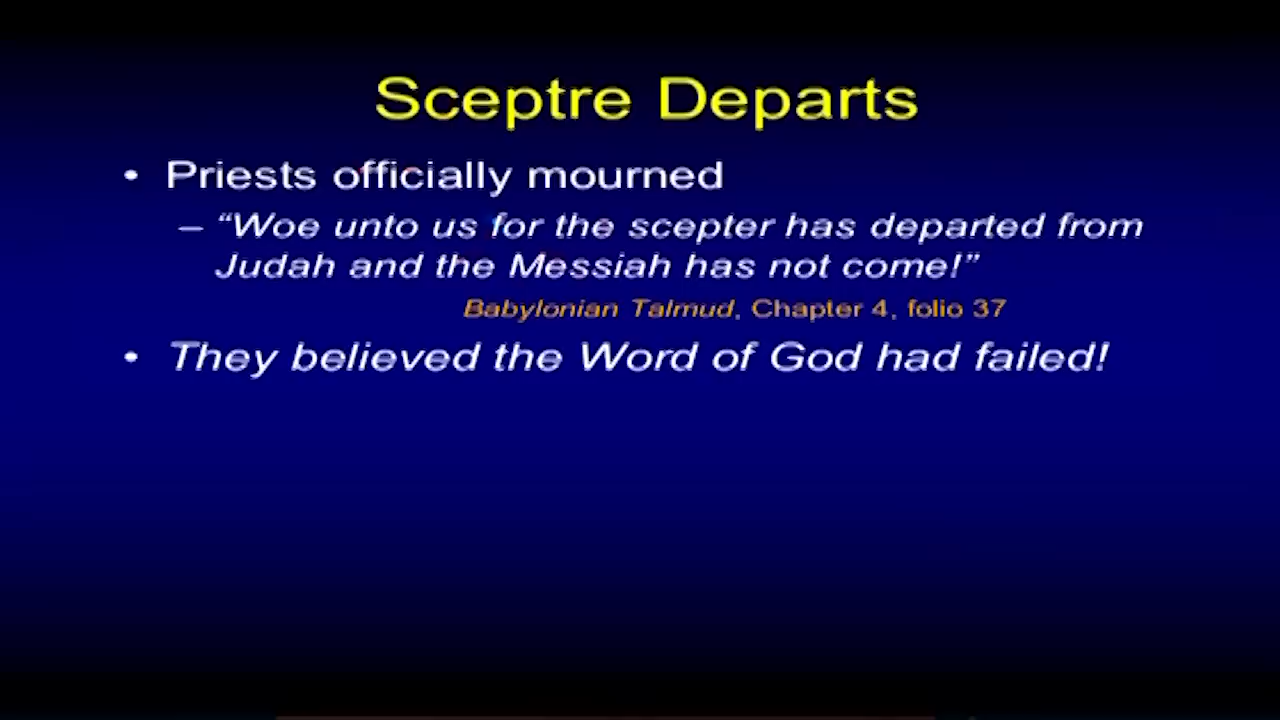 Sceptre Departs
• Priests officially mourned
– “Woe unto us for the scepter has departed from
Judah and the Messiah has not come!”
Babylonian Talmud, Chapter 4, folio 37
• They believed the Word of God had failed!